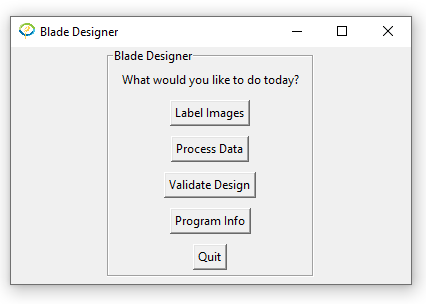 Blade Designer
Blade Designer
What would you like to do today?
Label Images
Process Data
Validate Design
Program Info
Quit